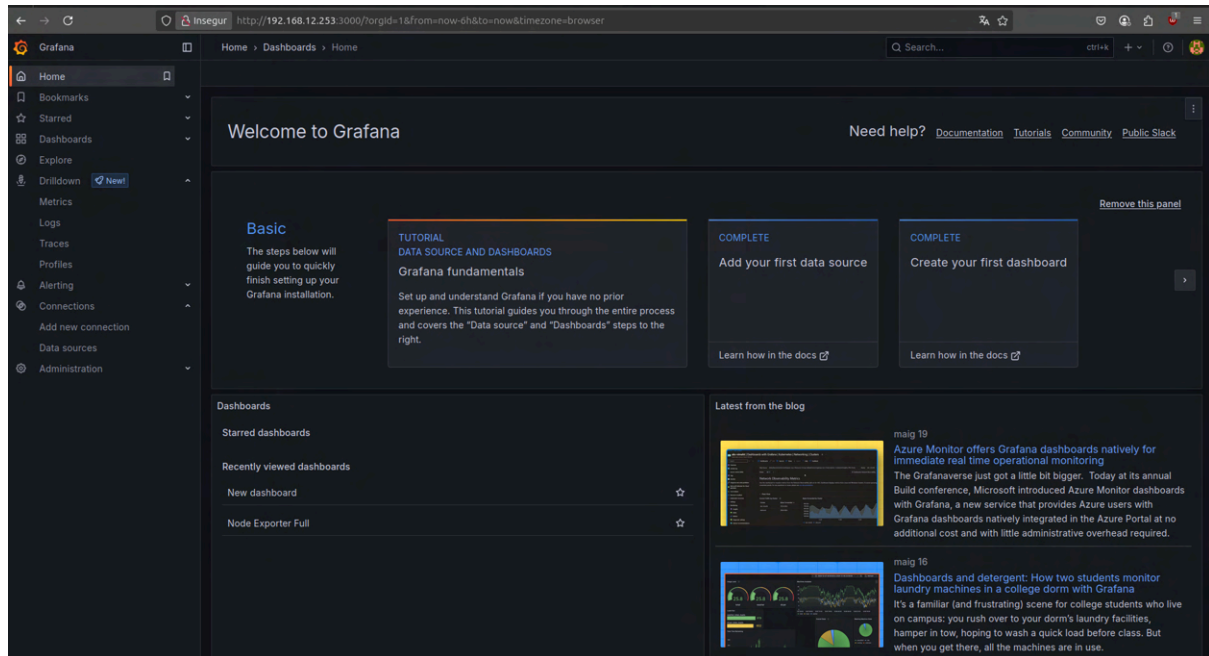 Insegur http://192.168.12.253:3000/?orgId=1&from=now-6h&to=now&timezone=browser
Grafana
Home › Dashboards › Home
Search...
ctrl+k
Home
Bookmarks
Starred
Dashboards
Explore
Drilldown New!
Metrics
Logs
Traces
Profiles
Alerting
Connections
Add new connection
Data sources
Administration
Welcome to Grafana
Need help? Documentation Tutorials Community Public Slack
Remove this panel
Basic
The steps below will
guide you to quickly
finish setting up your
Grafana installation.
TUTORIAL
DATA SOURCE AND DASHBOARDS
Grafana fundamentals
Set up and understand Grafana if you have no prior
experience. This tutorial guides you through the entire process
and covers the "Data source" and "Dashboards" steps to the
right.
COMPLETE
Add your first data source
Learn how in the docs
COMPLETE
Create your first dashboard
Learn how in the docs
Dashboards
Starred dashboards
Recently viewed dashboards
New dashboard
Node Exporter Full
Latest from the blog
maig 19
Azure Monitor offers Grafana dashboards natively for
immediate real time operational monitoring
The Grafanaverse just got a little bit bigger. Today at its annual
Build conference, Microsoft introduced Azure Monitor dashboards
with Grafana, a new service that provides Azure users with
Grafana dashboards natively integrated in the Azure Portal at no
additional cost and with little administrative overhead required.
maig 16
Dashboards and detergent: How two students monitor
laundry machines in a college dorm with Grafana
It's a familiar (and frustrating) scene for college students who live
on campus: you rush over to your dorm's laundry facilities,
hamper in tow, hoping to wash a quick load before class. But
when you get there, all the machines are in use.